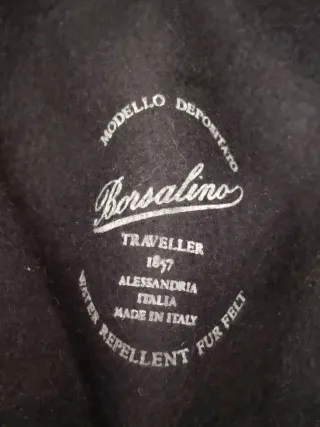 MODELLO DEPOSITATO
Borsalino
TRAVELLER
1857
ALESSANDRIA
ITALIA
MADE IN ITALY
WATER REPELLENT FUR FELT